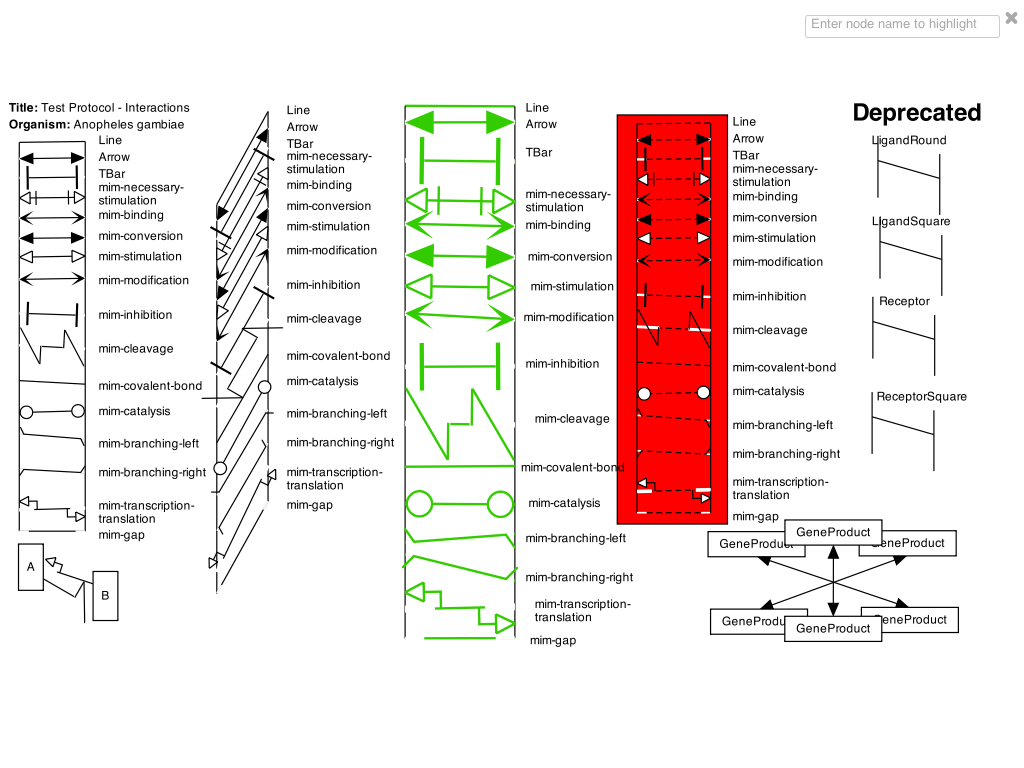 Enter node name to highlight
Title: Test Protocol - Interactions
Organism: Anopheles gambiae
Line
Arrow
TBar
mim-necessary-
stimulation
mim-binding
mim-conversion
mim-stimulation
mim-modification
mim-inhibition
mim-cleavage
mim-covalent-bond
mim-catalysis
mim-branching-left
mim-branching-right
mim-transcription-
translation
mim-gap
A
B
Line
Arrow
TBar
mim-necessary-
stimulation
mim-binding
mim-conversion
mim-stimulation
mim-modification
mim-inhibition
mim-cleavage
mim-covalent-bond
mim-catalysis
mim-branching-left
mim-branching-right
mim-transcription-
translation
mim-gap
Line
Arrow
TBar
mim-necessary-
stimulation
mim-binding
mim-conversion
mim-stimulation
mim-modification
mim-inhibition
mim-cleavage
mim-covalent-bond
mim-catalysis
mim-branching-left
mim-branching-right
mim-transcription-
translation
mim-gap
Line
Arrow
TBar
mim-necessary-
stimulation
mim-binding
mim-conversion
mim-stimulation
mim-modification
mim-inhibition
mim-cleavage
mim-covalent-bond
mim-catalysis
mim-branching-left
mim-branching-right
mim-transcription-
translation
mim-gap
Deprecated
LigandRound
LigandSquare
Receptor
ReceptorSquare
GeneProduct
GeneProduct
GeneProduct
GeneProduct
GeneProduct
GeneProduct